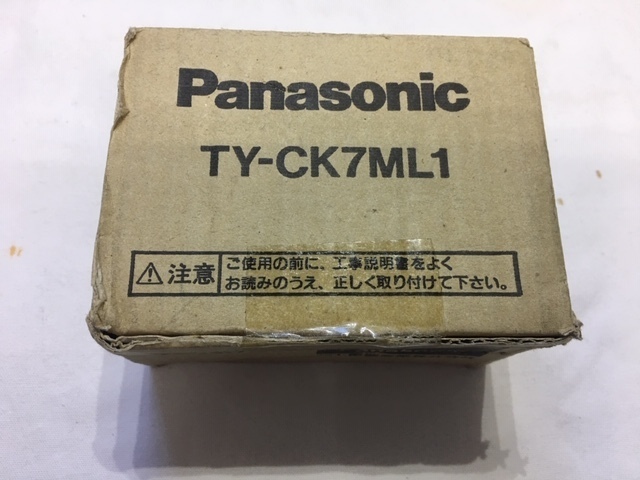 Panasonic
TY-CK7ML1
注意
ご使用の前に、工事説明書をよく
お読みのうえ、正しく取り付けて下さい。